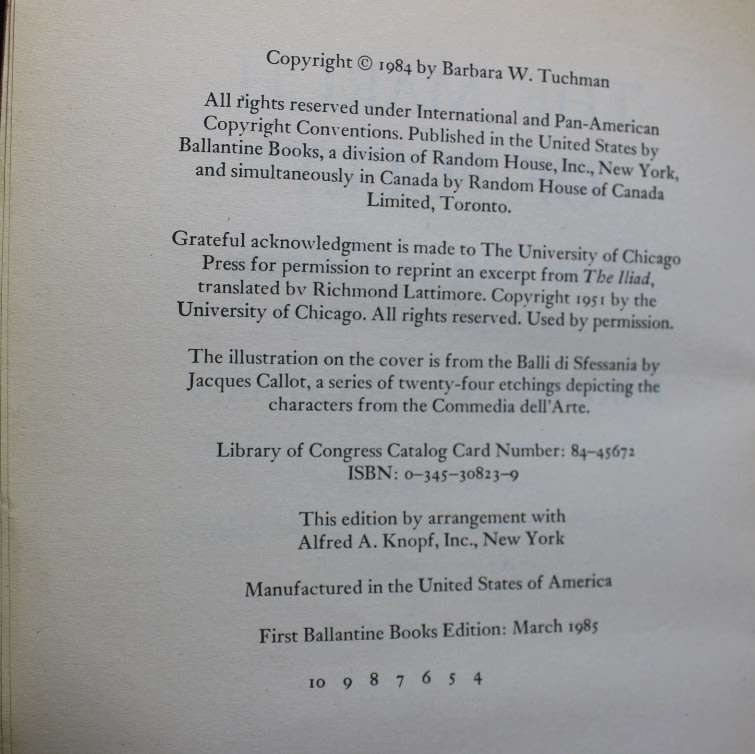 Copyright © 1984 by Barbara W. Tuchman
All rights reserved under International and Pan-American
Copyright Conventions. Published in the United States by
Ballantine Books, a division of Random House, Inc., New York,
and simultaneously in Canada by Random House of Canada
Limited, Toronto.
Grateful acknowledgment is made to The University of Chicago
Press for permission to reprint an excerpt from The Iliad,
translated by Richmond Lattimore. Copyright 1951 by the
University of Chicago. All rights reserved. Used by permission.
The illustration on the cover is from the Balli di Sfessania by
Jacques Callot, a series of twenty-four etchings depicting the
characters from the Commedia dell'Arte.
Library of Congress Catalog Card Number: 84–45672
ISBN: 0–345–30823–9
This edition by arrangement with
Alfred A. Knopf, Inc., New York
Manufactured in the United States of America
First Ballantine Books Edition: March 1985
10 9 8 7 6 5 4